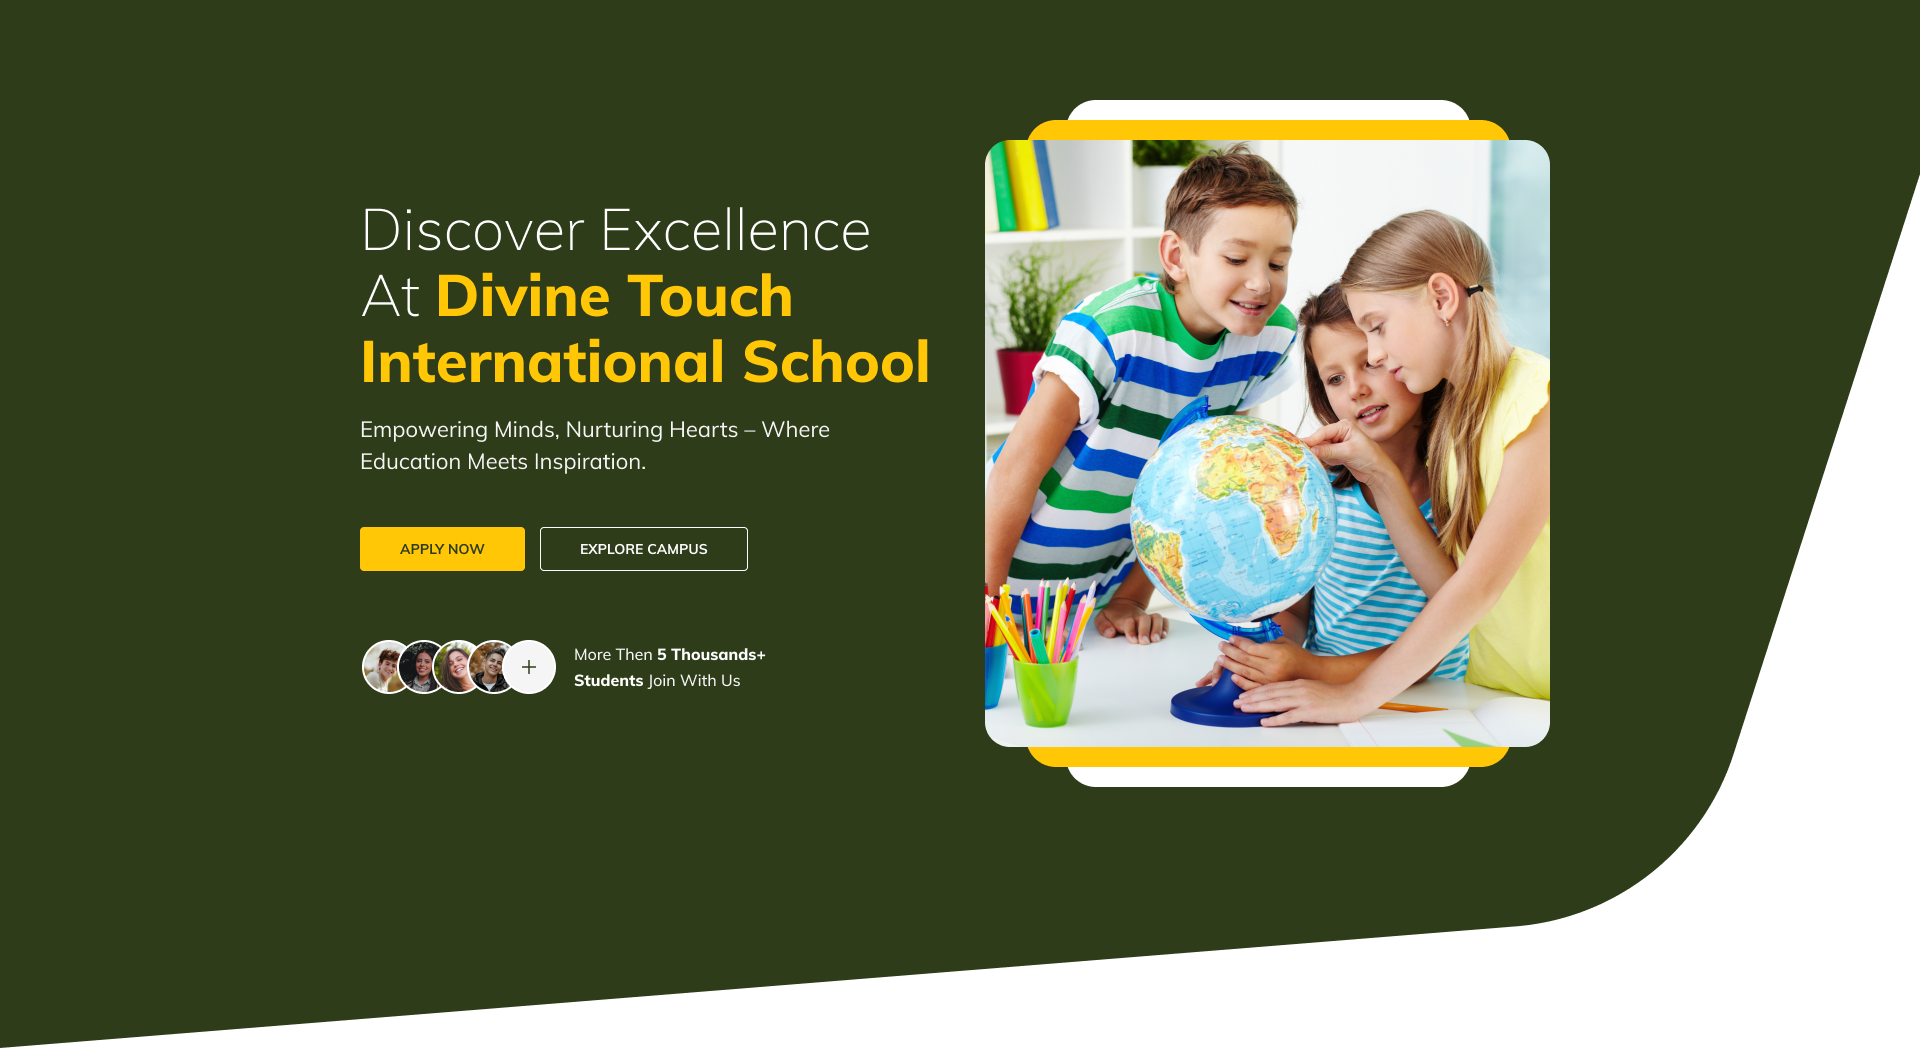 Discover Excellence
At Divine Touch
International School
Empowering Minds, Nurturing Hearts – Where
Education Meets Inspiration.
APPLY NOW
EXPLORE CAMPUS
More Then 5 Thousands+
Students Join With Us